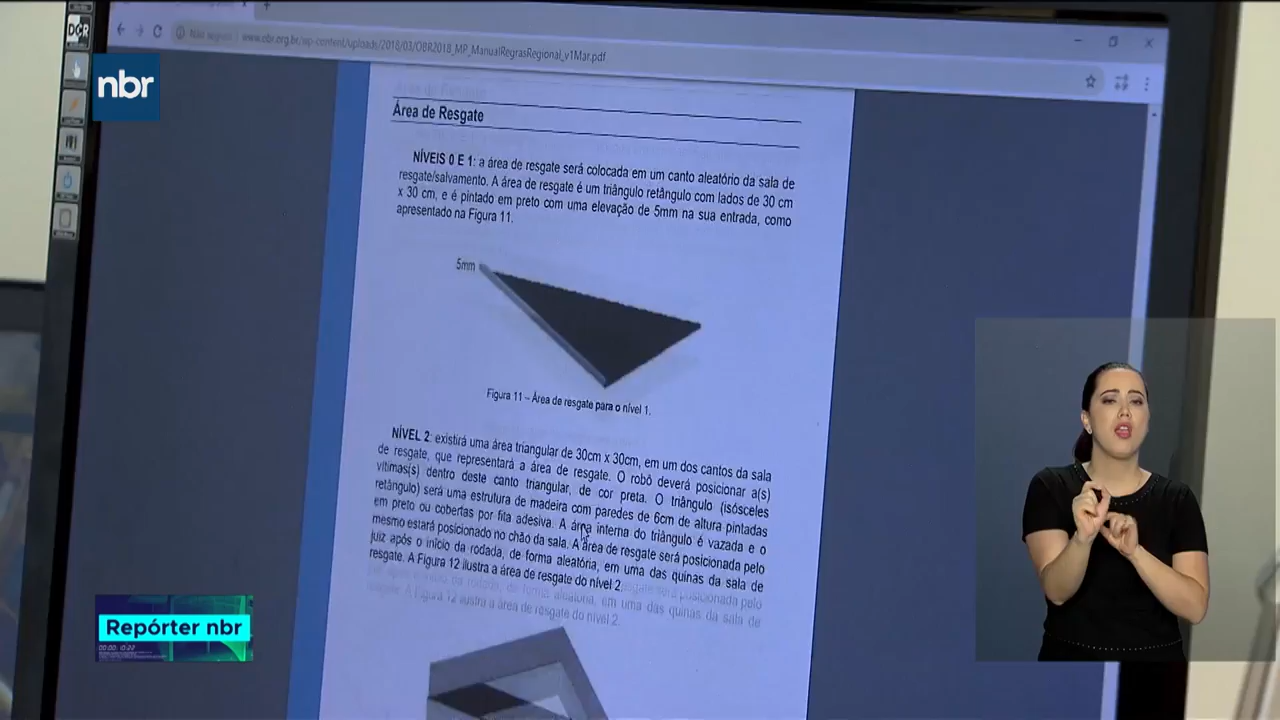 DCR
nbr
www.obr.org.br/wp-content/uploads/2018/03/OBR2018_MP_ManualRegrasRegional_v1Mar.pdf
Área de Resgate
NÍVEIS 0 E 1: a área de resgate será colocada em um canto aleatório da sala de
resgate/salvamento. A área de resgate é um triângulo retângulo com lados de 30 cm
x 30 cm, e é pintado em preto com uma elevação de 5mm na sua entrada, como
apresentado na Figura 11.
5mm
Figura 11 – Área de resgate para o nível 1.
NÍVEL 2: existirá uma área triangular de 30cm x 30cm, em um dos cantos da sala
de resgate, que representará a área de resgate. O robô deverá posicionar a(s)
vítimas(s) dentro deste canto triangular, de cor preta. O triângulo (isósceles
retângulo) será uma estrutura de madeira com paredes de 6cm de altura pintadas
em preto ou cobertas por fita adesiva. A área interna do triângulo é vazada e o
mesmo estará posicionado no chão da sala. A área de resgate será posicionada pelo
juiz após o início da rodada, de forma aleatória, em uma das quinas da sala de
resgate. A Figura 12 ilustra a área de resgate do nível 2.
Repórter nbr